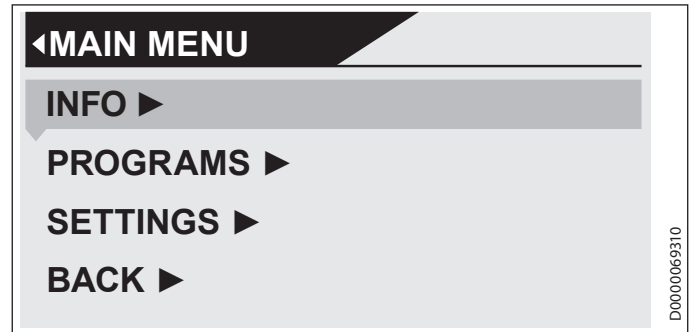 ◄MAIN MENU
INFO ►
PROGRAMS ►
SETTINGS ►
BACK ►
D0000069310